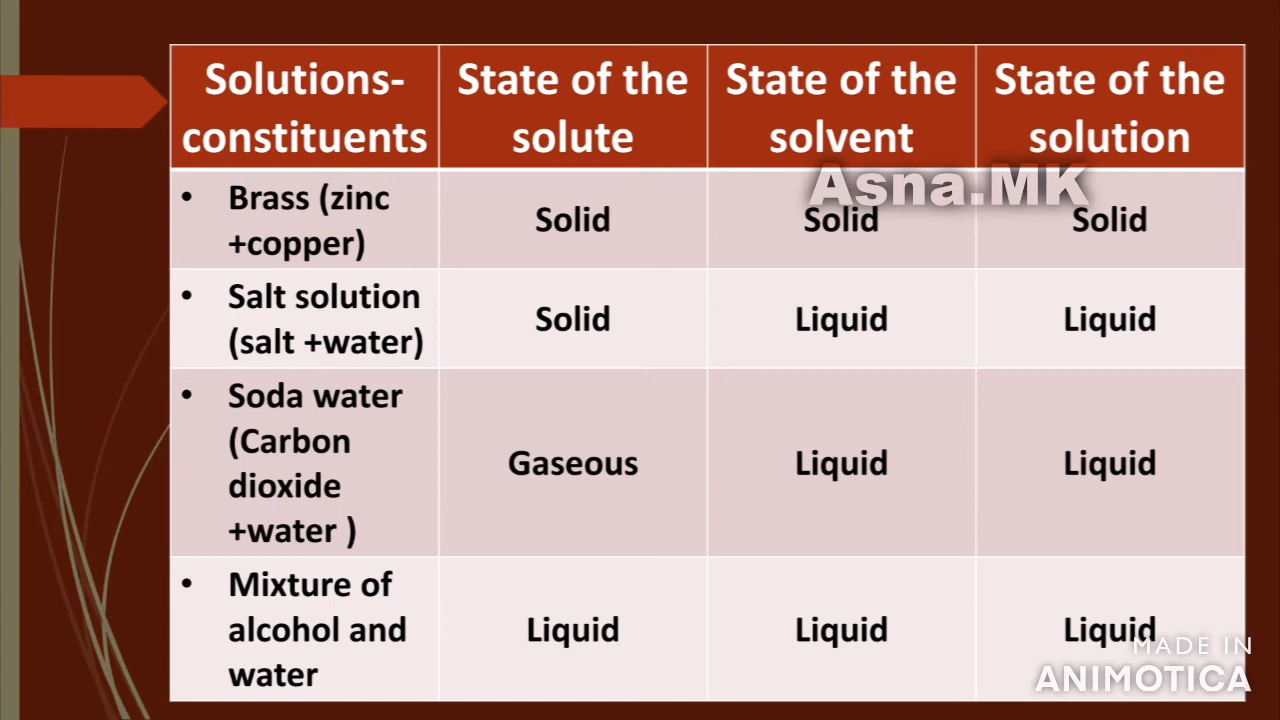 Solutions-
constituents
State of the
solute
State of the
solvent
State of the
solution
Asna.MK
• Brass (zinc
+copper)
Solid
Solid
Solid
• Salt solution
(salt +water)
Solid
Liquid
Liquid
• Soda water
(Carbon
dioxide
+water )
Gaseous
Liquid
Liquid
• Mixture of
alcohol and
water
Liquid
Liquid
Liquid
MADE IN
ANIMOTICA